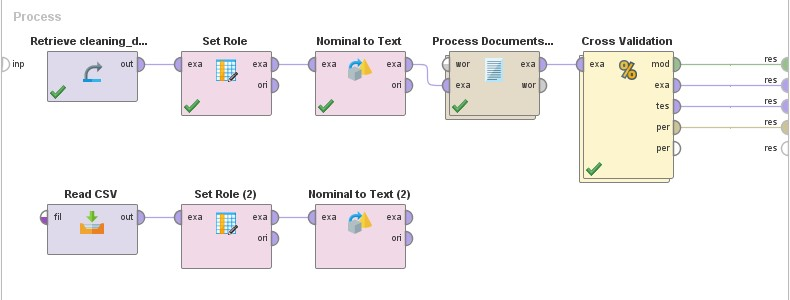 Process
Retrieve cleaning_d... Set Role Nominal to Text Process Documents... Cross Validation
inp out exa exa exa exa wor exa exa mod res
ori ori exa wor exa res
tes res
per res
per res
Read CSV Set Role (2) Nominal to Text (2)
fil out exa exa exa exa
ori ori